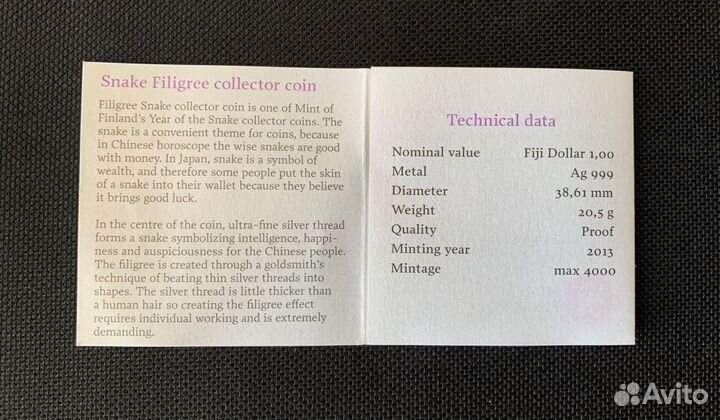 Snake Filigree collector coin
Filigree Snake collector coin is one of Mint of
Finland's Year of the Snake collector coins. The
snake is a convenient theme for coins, because
in Chinese horoscope the wise snakes are good
with money. In Japan, snake is a symbol of
wealth, and therefore some people put the skin
of a snake into their wallet because they believe
it brings good luck.
In the centre of the coin, ultra-fine silver thread
forms a snake symbolizing intelligence, happi-
ness and auspiciousness for the Chinese people.
The filigree is created through a goldsmith's
technique of beating thin silver threads into
shapes. The silver thread is little thicker than
a human hair so creating the filigree effect
requires individual working and is extremely
demanding.
Technical data
Nominal value Fiji Dollar 1,00
Metal Ag 999
Diameter 38,61 mm
Weight 20,5 g
Quality Proof
Minting year 2013
Mintage max 4000
Avito